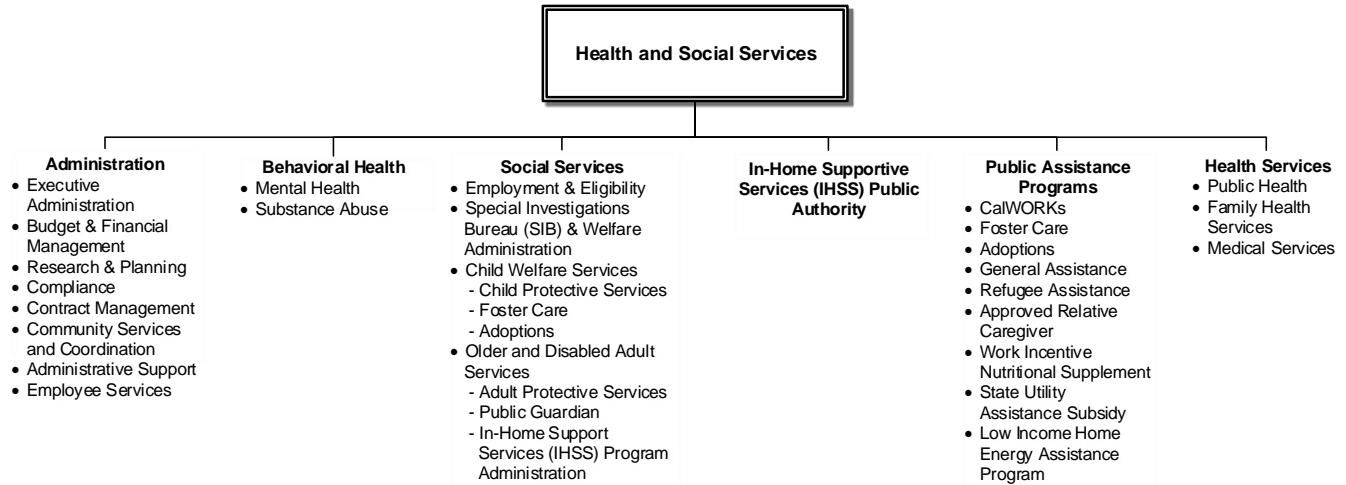 Health and Social Services
Administration
• Executive
Administration
• Budget & Financial
Management
• Research & Planning
• Compliance
• Contract Management
• Community Services
and Coordination
• Administrative Support
• Employee Services
Behavioral Health
• Mental Health
• Substance Abuse
Social Services
• Employment & Eligibility
• Special Investigations
Bureau (SIB) & Welfare
Administration
• Child Welfare Services
- Child Protective Services
- Foster Care
- Adoptions
• Older and Disabled Adult
Services
- Adult Protective Services
- Public Guardian
- In-Home Support
Services (IHSS) Program
Administration
In-Home Supportive
Services (IHSS) Public
Authority
Public Assistance
Programs
• CalWORKs
• Foster Care
• Adoptions
• General Assistance
• Refugee Assistance
• Approved Relative
Caregiver
• Work Incentive
Nutritional Supplement
• State Utility
Assistance Subsidy
• Low Income Home
Energy Assistance
Program
Health Services
• Public Health
• Family Health
Services
• Medical Services